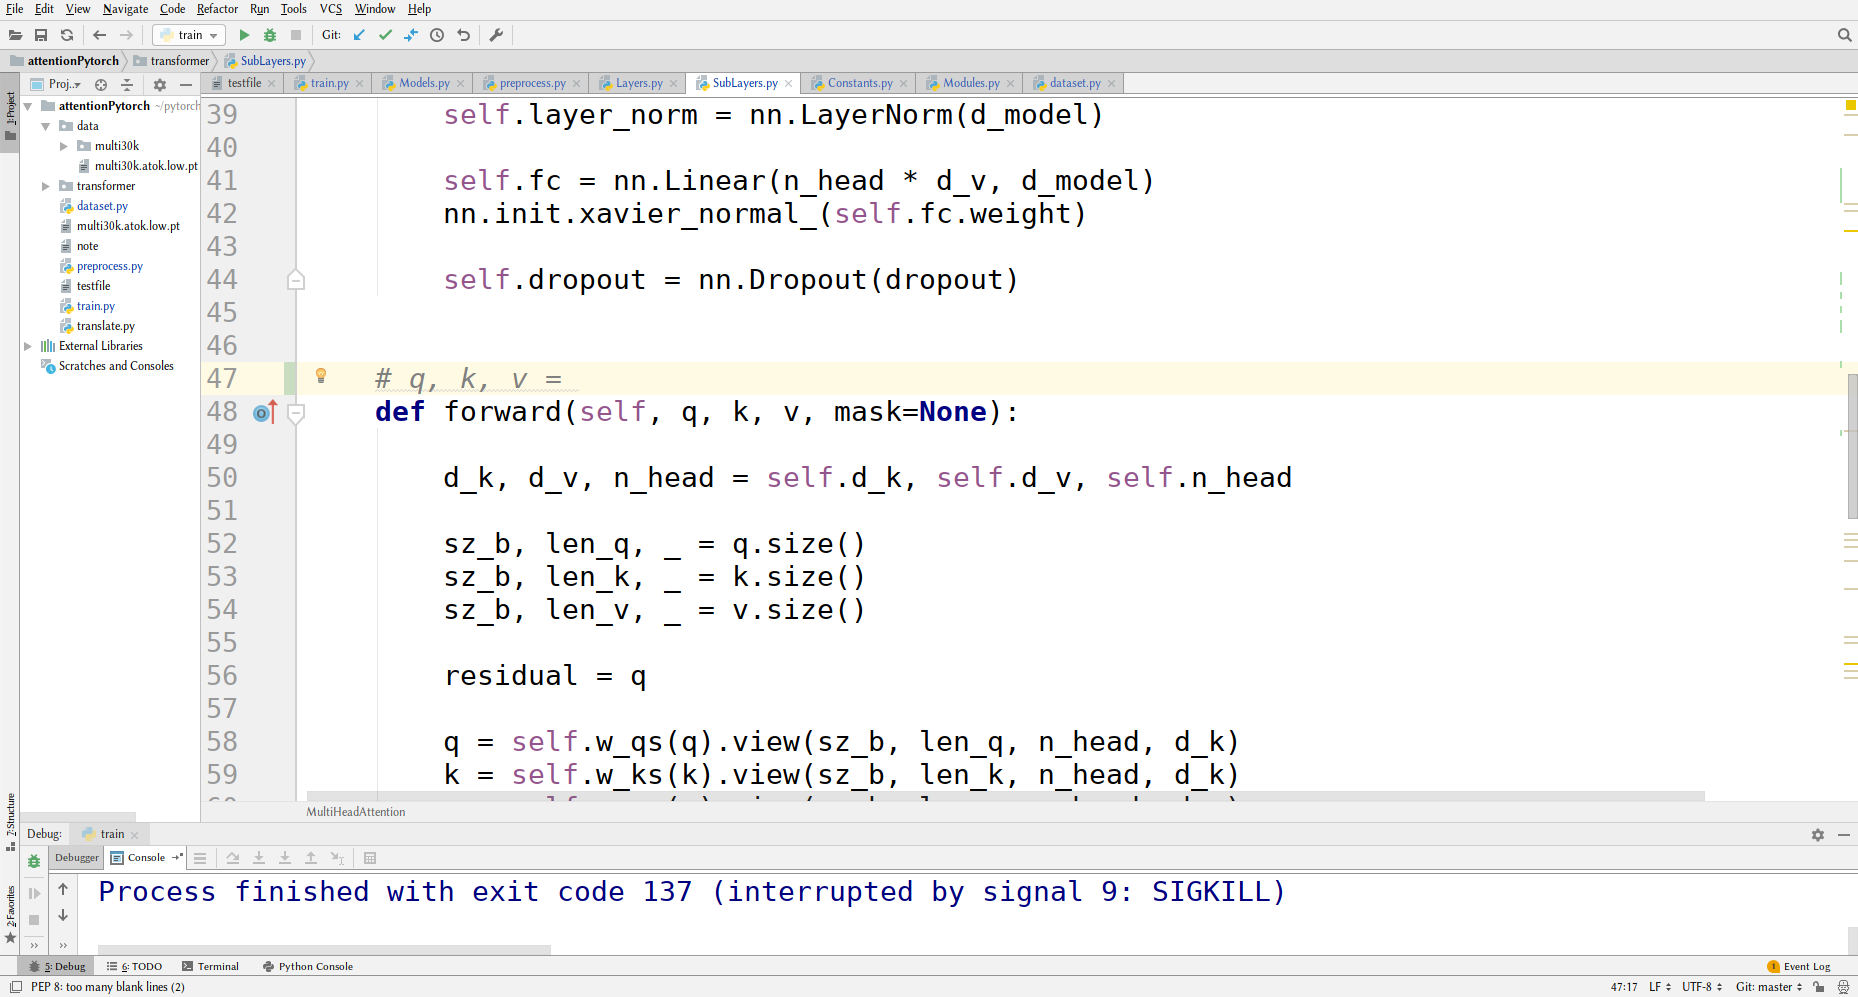 File Edit View Navigate Code Refactor Run Tools VCS Window Help
train Git:
attentionPytorch transformer SubLayers.py
1: Project
Proj..
testfile train.py Models.py preprocess.py Layers.py SubLayers.py Constants.py Modules.py dataset.py
attentionPytorch ~/pytorch
data
multi30k
multi30k.atok.low.pt
transformer
dataset.py
multi30k.atok.low.pt
note
preprocess.py
testfile
train.py
translate.py
External Libraries
Scratches and Consoles
39 self.layer_norm = nn.LayerNorm(d_model)
40
41 self.fc = nn.Linear(n_head * d_v, d_model)
42 nn.init.xavier_normal_(self.fc.weight)
43
44 self.dropout = nn.Dropout(dropout)
45
46
47 # q, k, v =
48 def forward(self, q, k, v, mask=None):
49
50 d_k, d_v, n_head = self.d_k, self.d_v, self.n_head
51
52 sz_b, len_q, _ = q.size()
53 sz_b, len_k, _ = k.size()
54 sz_b, len_v, _ = v.size()
55
56 residual = q
57
58 q = self.w_qs(q).view(sz_b, len_q, n_head, d_k)
59 k = self.w_ks(k).view(sz_b, len_k, n_head, d_k)
MultiHeadAttention
7: Structure
2: Favorites
Debug: train
Debugger Console
Process finished with exit code 137 (interrupted by signal 9: SIGKILL)
5: Debug 6: TODO Terminal Python Console Event Log
PEP 8: too many blank lines (2) 47:17 LF UTF-8 Git: master